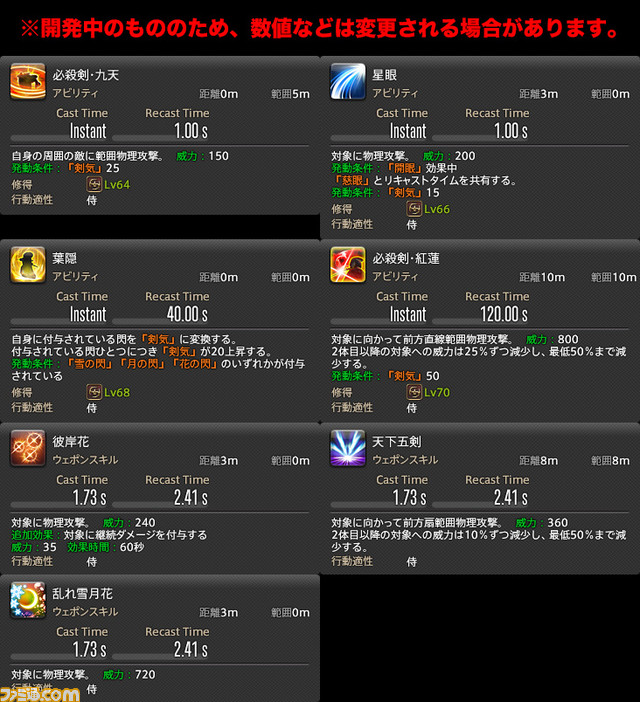 ※開発中のもののため、数値などは変更される場合があります。
必殺剣・九天
アビリティ 距離0m 範囲5m
Cast Time Recast Time
Instant 1.00 s
自身の周囲の敵に範囲物理攻撃。 威力：150
発動条件：「剣気」25
修得 Lv64
行動適性 侍
星眼
アビリティ 距離3m 範囲0m
Cast Time Recast Time
Instant 1.00 s
対象に物理攻撃。 威力：200
発動条件：「開眼」効果中
「慈眼」とリキャストタイムを共有する。
発動条件：「剣気」15
修得 Lv66
行動適性 侍
葉隠
アビリティ 距離0m 範囲0m
Cast Time Recast Time
Instant 40.00 s
自身に付与されている閃を「剣気」に変換する。
付与されている閃ひとつにつき「剣気」が20上昇する。
発動条件：「雪の閃」「月の閃」「花の閃」のいずれかが付与
されている
修得 Lv68
行動適性 侍
必殺剣・紅蓮
アビリティ 距離10m 範囲10m
Cast Time Recast Time
Instant 120.00 s
対象に向かって前方直線範囲物理攻撃。 威力：800
2体目以降の対象への威力は25％ずつ減少し、最低50％まで減
少する。
発動条件：「剣気」50
修得 Lv70
行動適性 侍
彼岸花
ウェポンスキル 距離3m 範囲0m
Cast Time Recast Time
1.73 s 2.41 s
対象に物理攻撃。 威力：240
追加効果：対象に継続ダメージを付与する
威力：35 効果時間：60秒
行動適性 侍
天下五剣
ウェポンスキル 距離8m 範囲8m
Cast Time Recast Time
1.73 s 2.41 s
対象に向かって前方扇範囲物理攻撃。 威力：360
2体目以降の対象への威力は10％ずつ減少し、最低50％まで減
少する。
行動適性 侍
乱れ雪月花
ウェポンスキル 距離3m 範囲0m
Cast Time Recast Time
1.73 s 2.41 s
対象に物理攻撃。 威力：720
行動適性 侍
ファミ通.com